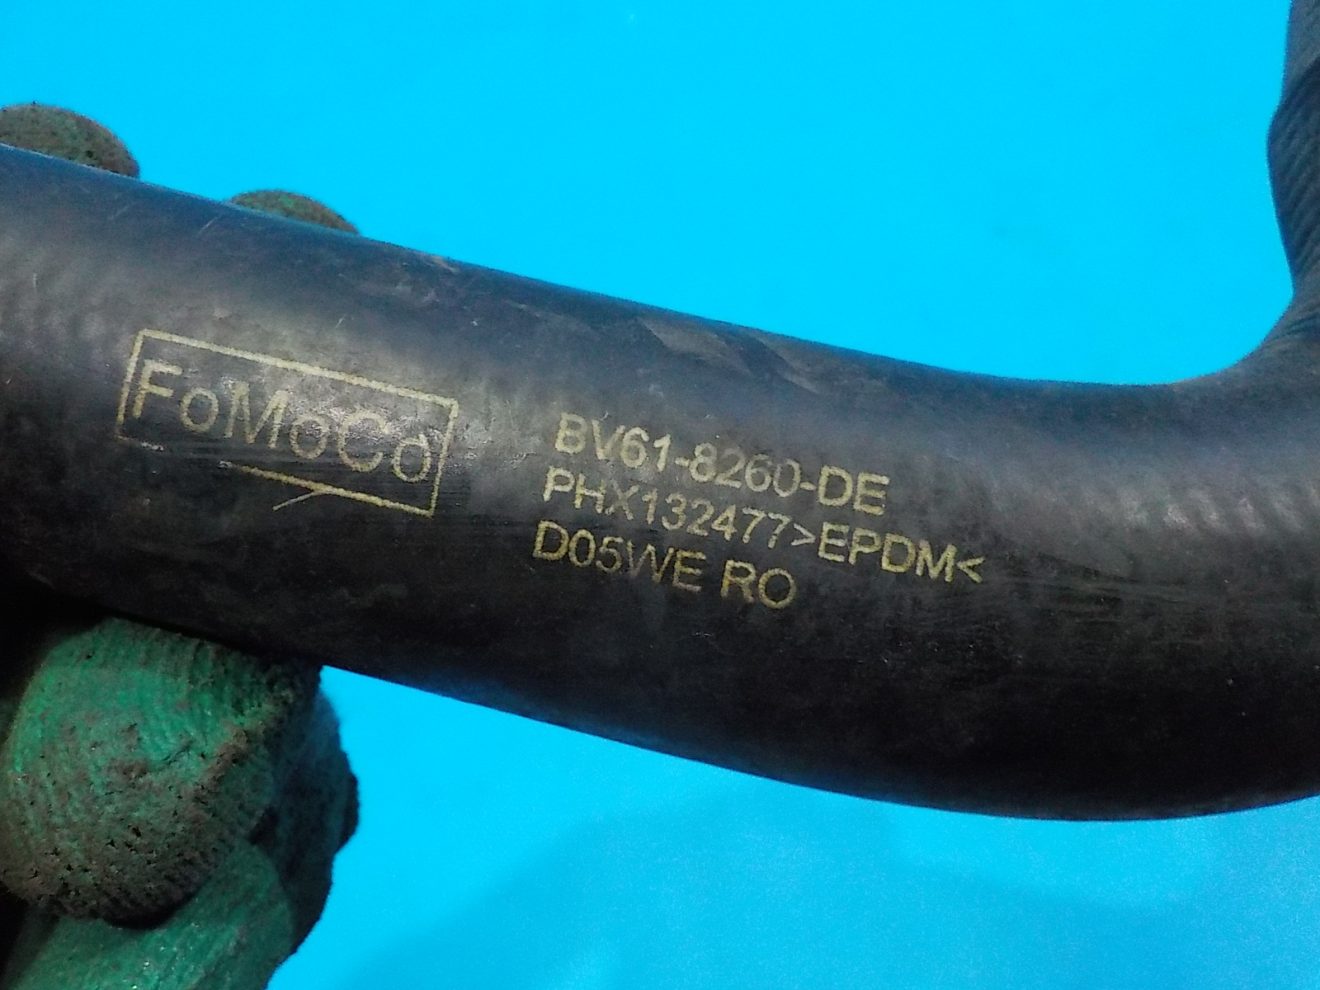 FoMoCo
BV61-8260-DE
PHX132477>EPDM<
D05WE RO